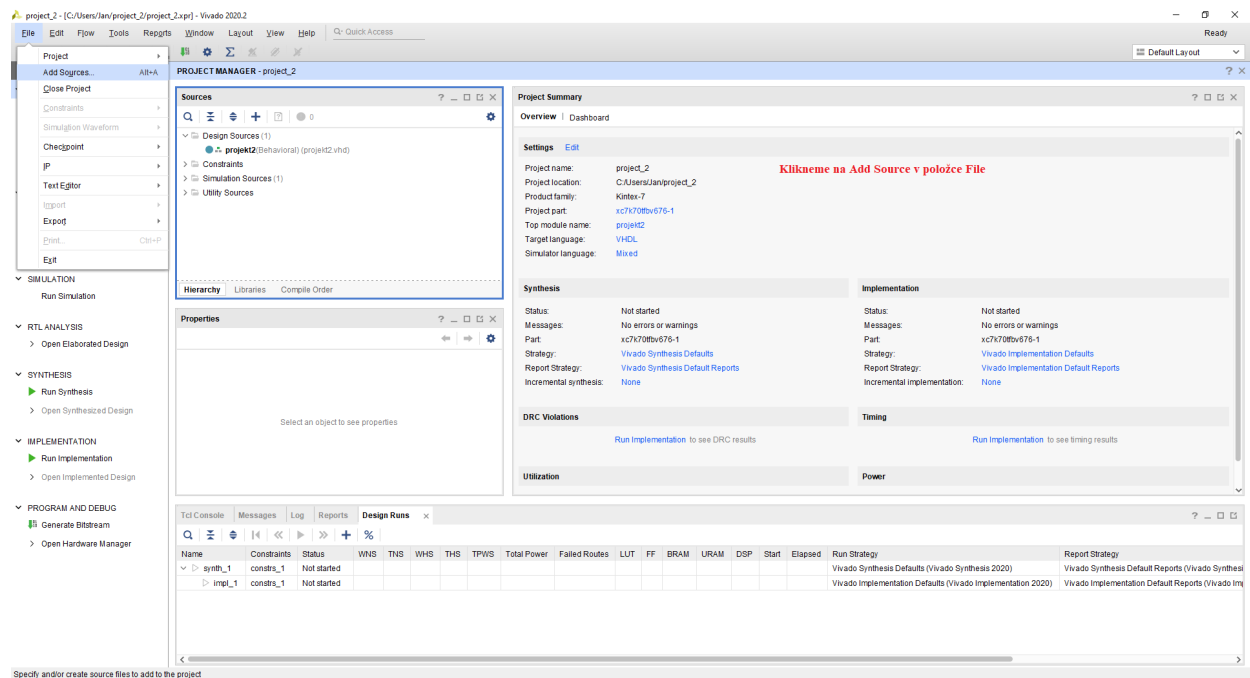 project_2 - [C:/Users/Jan/project_2/project_2.xpr] - Vivado 2020.2
File Edit Flow Tools Reports Window Layout View Help Quick Access
Ready
Default Layout
Project
Add Sources... Alt+A
Close Project
Constraints
Simulation Waveform
Checkpoint
IP
Text Editor
Import
Export
Print... Ctrl+P
Exit
SIMULATION
Run Simulation
RTL ANALYSIS
Open Elaborated Design
SYNTHESIS
Run Synthesis
Open Synthesized Design
IMPLEMENTATION
Run Implementation
Open Implemented Design
PROGRAM AND DEBUG
Generate Bitstream
Open Hardware Manager
PROJECT MANAGER - project_2
Sources
0
Design Sources (1)
projekt2(Behavioral) (projekt2.vhd)
Constraints
Simulation Sources (1)
Utility Sources
Hierarchy Libraries Compile Order
Properties
Select an object to see properties
Project Summary
Overview | Dashboard
Settings Edit
Project name: project_2
Project location: C:/Users/Jan/project_2
Product family: Kintex-7
Project part: xc7k70tfbv676-1
Top module name: projekt2
Target language: VHDL
Simulator language: Mixed
Klikneme na Add Source v položce File
Synthesis
Status: Not started
Messages: No errors or warnings
Part: xc7k70tfbv676-1
Strategy: Vivado Synthesis Defaults
Report Strategy: Vivado Synthesis Default Reports
Incremental synthesis: None
Implementation
Status: Not started
Messages: No errors or warnings
Part: xc7k70tfbv676-1
Strategy: Vivado Implementation Defaults
Report Strategy: Vivado Implementation Default Reports
Incremental implementation: None
DRC Violations
Run Implementation to see DRC results
Timing
Run Implementation to see timing results
Utilization
Power
Tcl Console Messages Log Reports Design Runs
Name Constraints Status WNS TNS WHS THS TPWS Total Power Failed Routes LUT FF BRAM URAM DSP Start Elapsed Run Strategy Report Strategy
synth_1 constrs_1 Not started Vivado Synthesis Defaults (Vivado Synthesis 2020) Vivado Synthesis Default Reports (Vivado Synthesi
impl_1 constrs_1 Not started Vivado Implementation Defaults (Vivado Implementation 2020) Vivado Implementation Default Reports (Vivado Im
Specify and/or create source files to add to the project